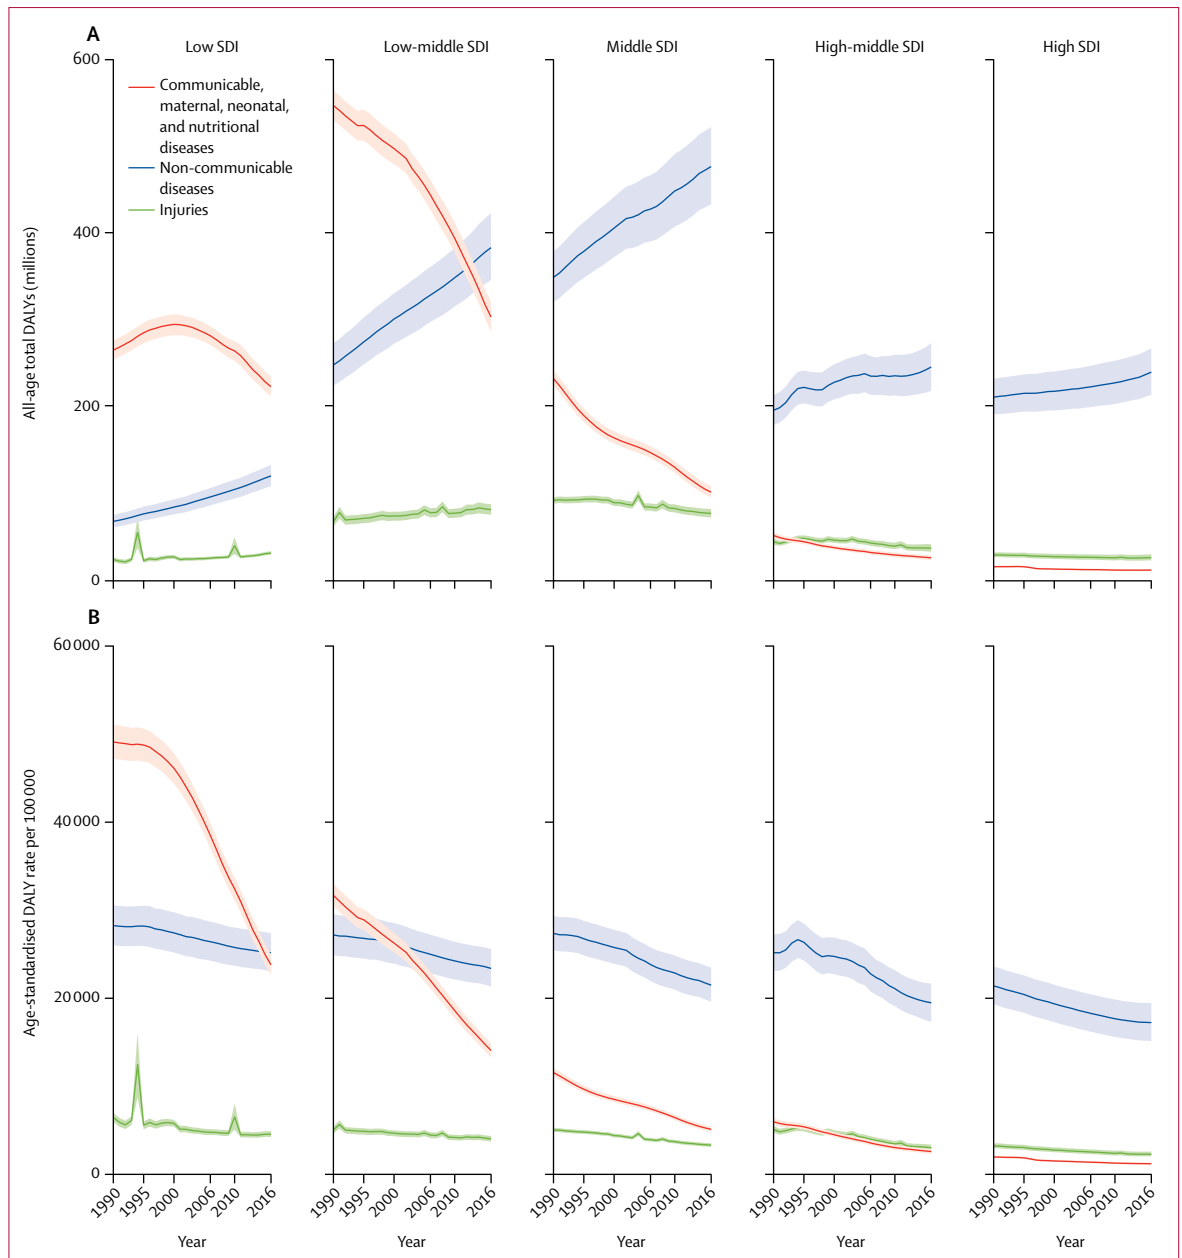 A
Low SDI
Low-middle SDI
Middle SDI
High-middle SDI
High SDI
All-age total DALYs (millions)
600
400
200
0
Communicable,
maternal, neonatal,
and nutritional
diseases
Non-communicable
diseases
Injuries
B
Age-standardised DALY rate per 100 000
60 000
40 000
20 000
0
1990 1995 2000 2006 2010 2016
1990 1995 2000 2006 2010 2016
1990 1995 2000 2006 2010 2016
1990 1995 2000 2006 2010 2016
1990 1995 2000 2006 2010 2016
Year
Year
Year
Year
Year